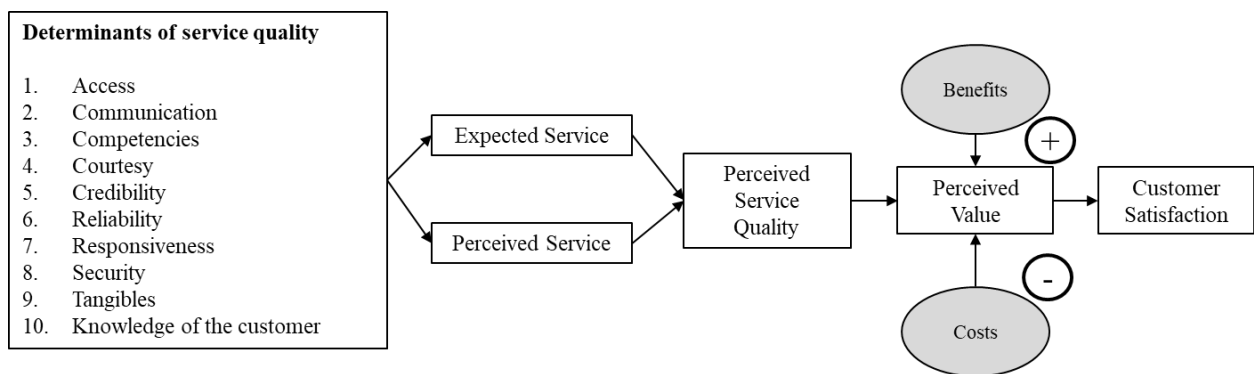 Determinants of service quality
1. Access
2. Communication
3. Competencies
4. Courtesy
5. Credibility
6. Reliability
7. Responsiveness
8. Security
9. Tangibles
10. Knowledge of the customer
Expected Service
Perceived Service
Perceived
Service
Quality
Benefits
+
Perceived
Value
-
Costs
Customer
Satisfaction